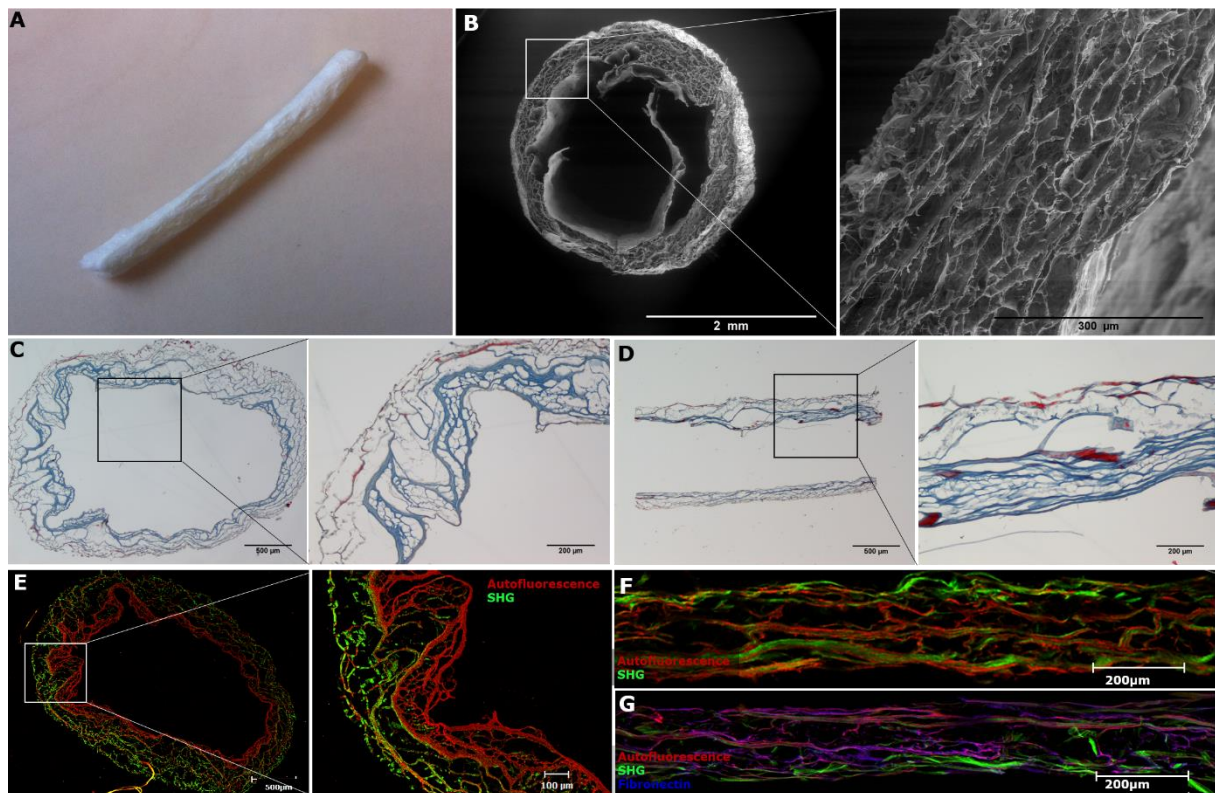 A
B
2 mm
300 µm
C
500 µm
200 µm
D
500 µm
200 µm
E
500µm
Autofluorescence
SHG
100 µm
F
Autofluorescence
SHG
200µm
G
Autofluorescence
SHG
Fibronectin
200µm